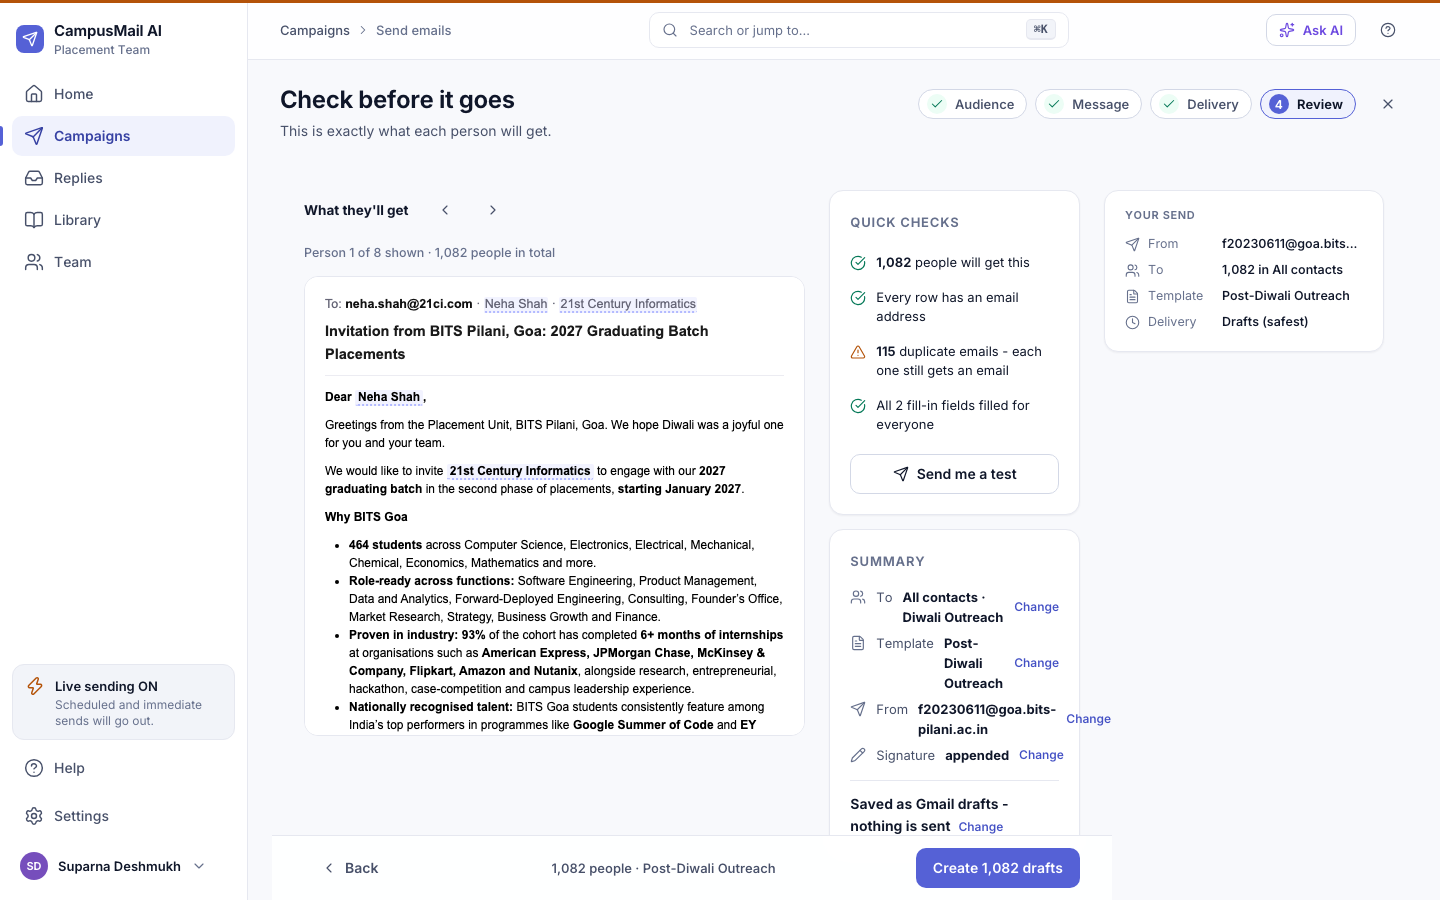 CampusMail AI
Placement Team
Home
Campaigns
Replies
Library
Team
Live sending ON
Scheduled and immediate
sends will go out.
Help
Settings
SD
Suparna Deshmukh
Campaigns
Send emails
Search or jump to...
⌘K
Ask AI
Check before it goes
This is exactly what each person will get.
Audience
Message
Delivery
4
Review
What they'll get
Person 1 of 8 shown · 1,082 people in total
To: neha.shah@21ci.com · Neha Shah · 21st Century Informatics
Invitation from BITS Pilani, Goa: 2027 Graduating Batch
Placements
Dear Neha Shah,
Greetings from the Placement Unit, BITS Pilani, Goa. We hope Diwali was a joyful one
for you and your team.
We would like to invite 21st Century Informatics to engage with our 2027
graduating batch in the second phase of placements, starting January 2027.
Why BITS Goa
• 464 students across Computer Science, Electronics, Electrical, Mechanical,
Chemical, Economics, Mathematics and more.
• Role-ready across functions: Software Engineering, Product Management,
Data and Analytics, Forward-Deployed Engineering, Consulting, Founder's Office,
Market Research, Strategy, Business Growth and Finance.
• Proven in industry: 93% of the cohort has completed 6+ months of internships
at organisations such as American Express, JPMorgan Chase, McKinsey &
Company, Flipkart, Amazon and Nutanix, alongside research, entrepreneurial,
hackathon, case-competition and campus leadership experience.
• Nationally recognised talent: BITS Goa students consistently feature among
India's top performers in programmes like Google Summer of Code and EY
QUICK CHECKS
1,082 people will get this
Every row has an email
address
115 duplicate emails - each
one still gets an email
All 2 fill-in fields filled for
everyone
Send me a test
SUMMARY
To All contacts · Change
Diwali Outreach
Template Post- Change
Diwali
Outreach
From f20230611@goa.bits- Change
pilani.ac.in
Signature appended Change
Saved as Gmail drafts -
nothing is sent Change
YOUR SEND
From f20230611@goa.bits...
To 1,082 in All contacts
Template Post-Diwali Outreach
Delivery Drafts (safest)
Back
1,082 people · Post-Diwali Outreach
Create 1,082 drafts